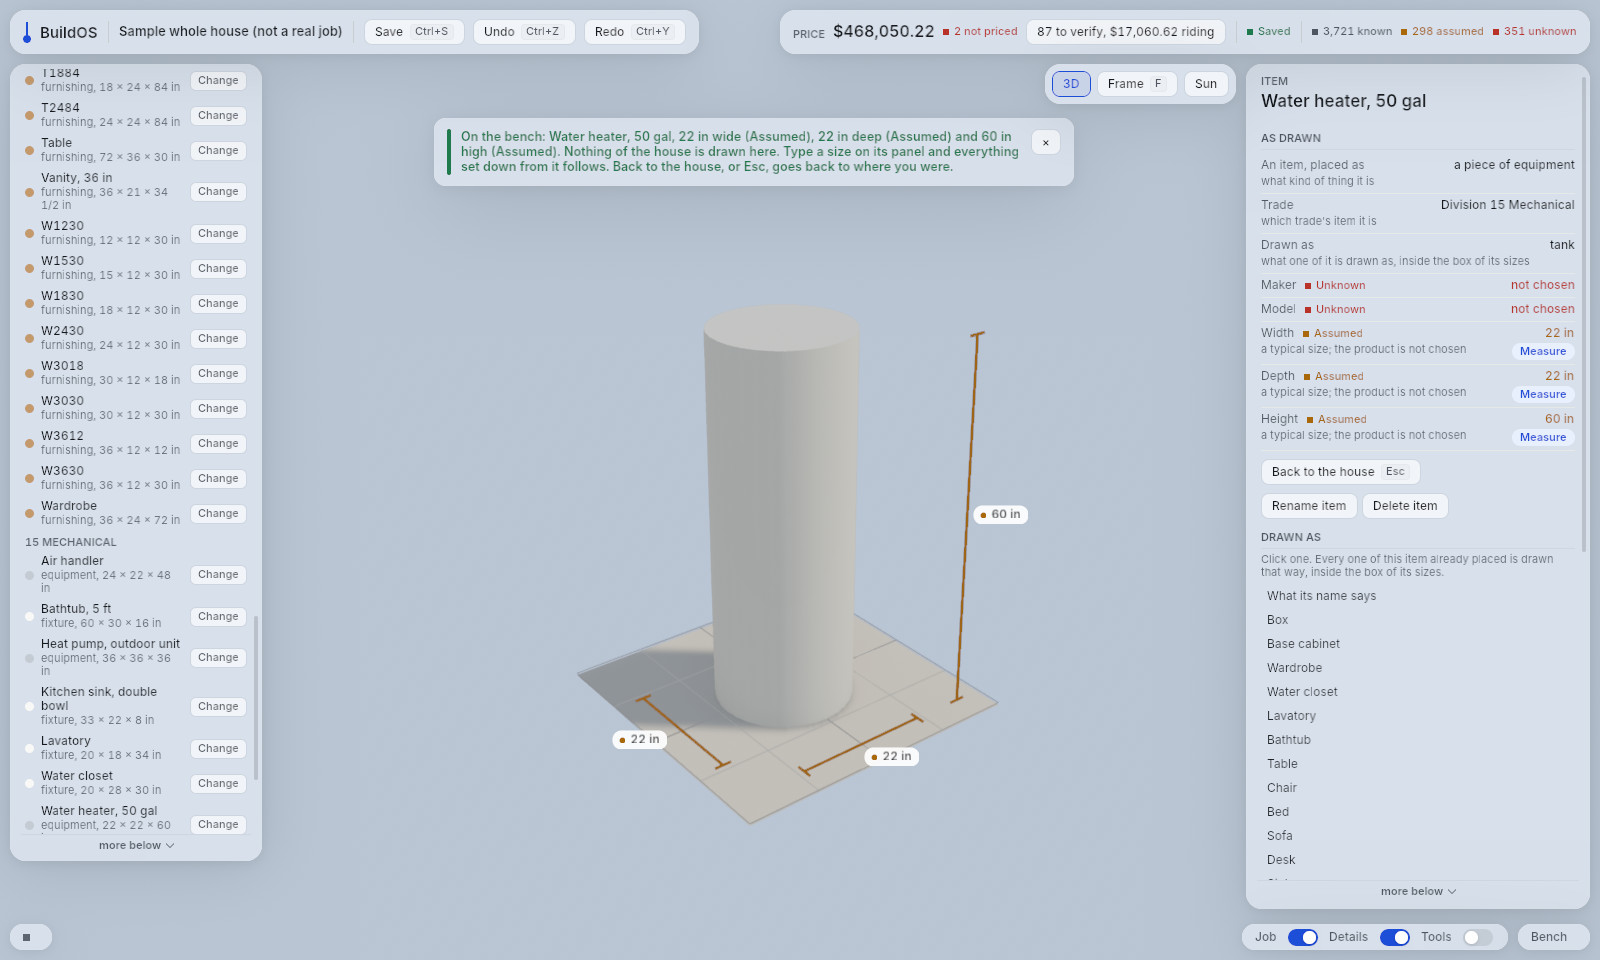 BuildOS
Sample whole house (not a real job)
Save Ctrl+S
Undo Ctrl+Z
Redo Ctrl+Y
PRICE $468,050.22
2 not priced
87 to verify, $17,060.62 riding
Saved
3,721 known
298 assumed
351 unknown
T1884
furnishing, 18 × 24 × 84 in
Change
T2484
furnishing, 24 × 24 × 84 in
Change
Table
furnishing, 72 × 36 × 30 in
Change
Vanity, 36 in
furnishing, 36 × 21 × 34
1/2 in
Change
W1230
furnishing, 12 × 12 × 30 in
Change
W1530
furnishing, 15 × 12 × 30 in
Change
W1830
furnishing, 18 × 12 × 30 in
Change
W2430
furnishing, 24 × 12 × 30 in
Change
W3018
furnishing, 30 × 12 × 18 in
Change
W3030
furnishing, 30 × 12 × 30 in
Change
W3612
furnishing, 36 × 12 × 12 in
Change
W3630
furnishing, 36 × 12 × 30 in
Change
Wardrobe
furnishing, 36 × 24 × 72 in
Change
15 MECHANICAL
Air handler
equipment, 24 × 22 × 48
in
Change
Bathtub, 5 ft
fixture, 60 × 30 × 16 in
Change
Heat pump, outdoor unit
equipment, 36 × 36 × 36
in
Change
Kitchen sink, double
bowl
fixture, 33 × 22 × 8 in
Change
Lavatory
fixture, 20 × 18 × 34 in
Change
Water closet
fixture, 20 × 28 × 30 in
Change
Water heater, 50 gal
equipment, 22 × 22 × 60
Change
more below
3D
Frame F
Sun
On the bench: Water heater, 50 gal, 22 in wide (Assumed), 22 in deep (Assumed) and 60 in
high (Assumed). Nothing of the house is drawn here. Type a size on its panel and everything
set down from it follows. Back to the house, or Esc, goes back to where you were.
×
60 in
22 in
22 in
ITEM
Water heater, 50 gal
AS DRAWN
An item, placed as a piece of equipment
what kind of thing it is
Trade Division 15 Mechanical
which trade's item it is
Drawn as tank
what one of it is drawn as, inside the box of its sizes
Maker Unknown not chosen
Model Unknown not chosen
Width Assumed 22 in
a typical size; the product is not chosen Measure
Depth Assumed 22 in
a typical size; the product is not chosen Measure
Height Assumed 60 in
a typical size; the product is not chosen Measure
Back to the house Esc
Rename item Delete item
DRAWN AS
Click one. Every one of this item already placed is drawn
that way, inside the box of its sizes.
What its name says
Box
Base cabinet
Wardrobe
Water closet
Lavatory
Bathtub
Table
Chair
Bed
Sofa
Desk
more below
Job
Details
Tools
Bench